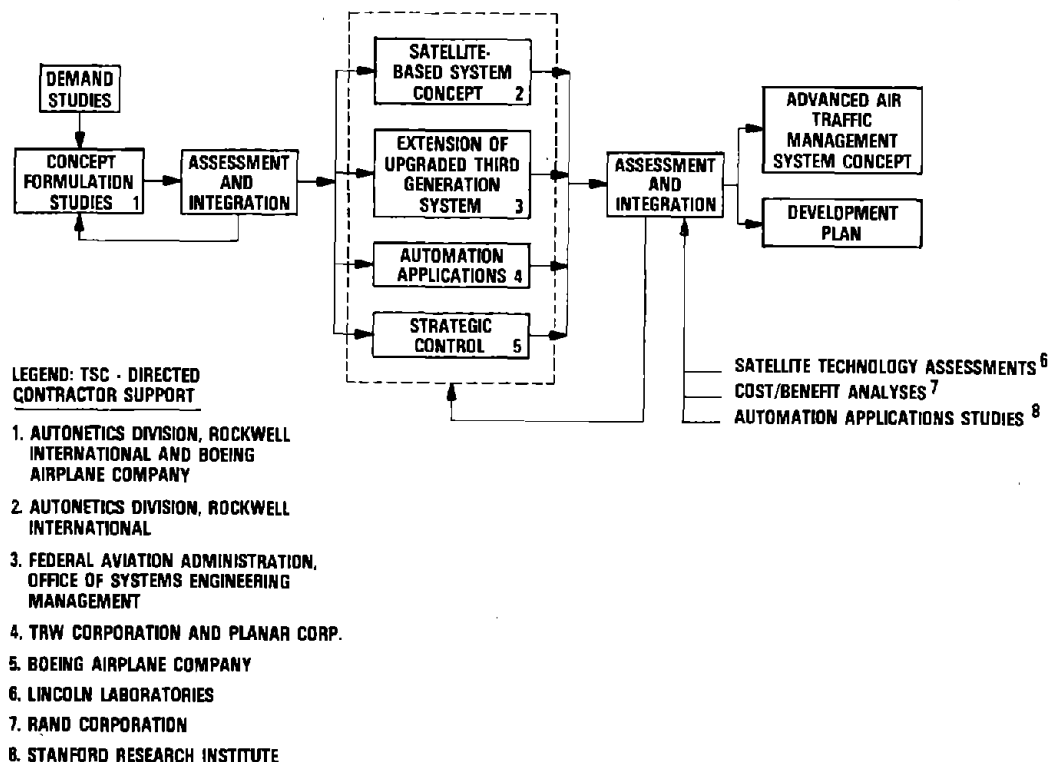 DEMAND
STUDIES
CONCEPT
FORMULATION
STUDIES 1
ASSESSMENT
AND
INTEGRATION
SATELLITE-
BASED SYSTEM
CONCEPT 2
EXTENSION OF
UPGRADED THIRD
GENERATION
SYSTEM 3
AUTOMATION
APPLICATIONS 4
STRATEGIC
CONTROL 5
ASSESSMENT
AND
INTEGRATION
ADVANCED AIR
TRAFFIC
MANAGEMENT
SYSTEM CONCEPT
DEVELOPMENT
PLAN
SATELLITE TECHNOLOGY ASSESSMENTS 6
COST/BENEFIT ANALYSES 7
AUTOMATION APPLICATIONS STUDIES 8
LEGEND: TSC - DIRECTED
CONTRACTOR SUPPORT
1. AUTONETICS DIVISION, ROCKWELL
INTERNATIONAL AND BOEING
AIRPLANE COMPANY
2. AUTONETICS DIVISION, ROCKWELL
INTERNATIONAL
3. FEDERAL AVIATION ADMINISTRATION,
OFFICE OF SYSTEMS ENGINEERING
MANAGEMENT
4. TRW CORPORATION AND PLANAR CORP.
5. BOEING AIRPLANE COMPANY
6. LINCOLN LABORATORIES
7. RAND CORPORATION
8. STANFORD RESEARCH INSTITUTE